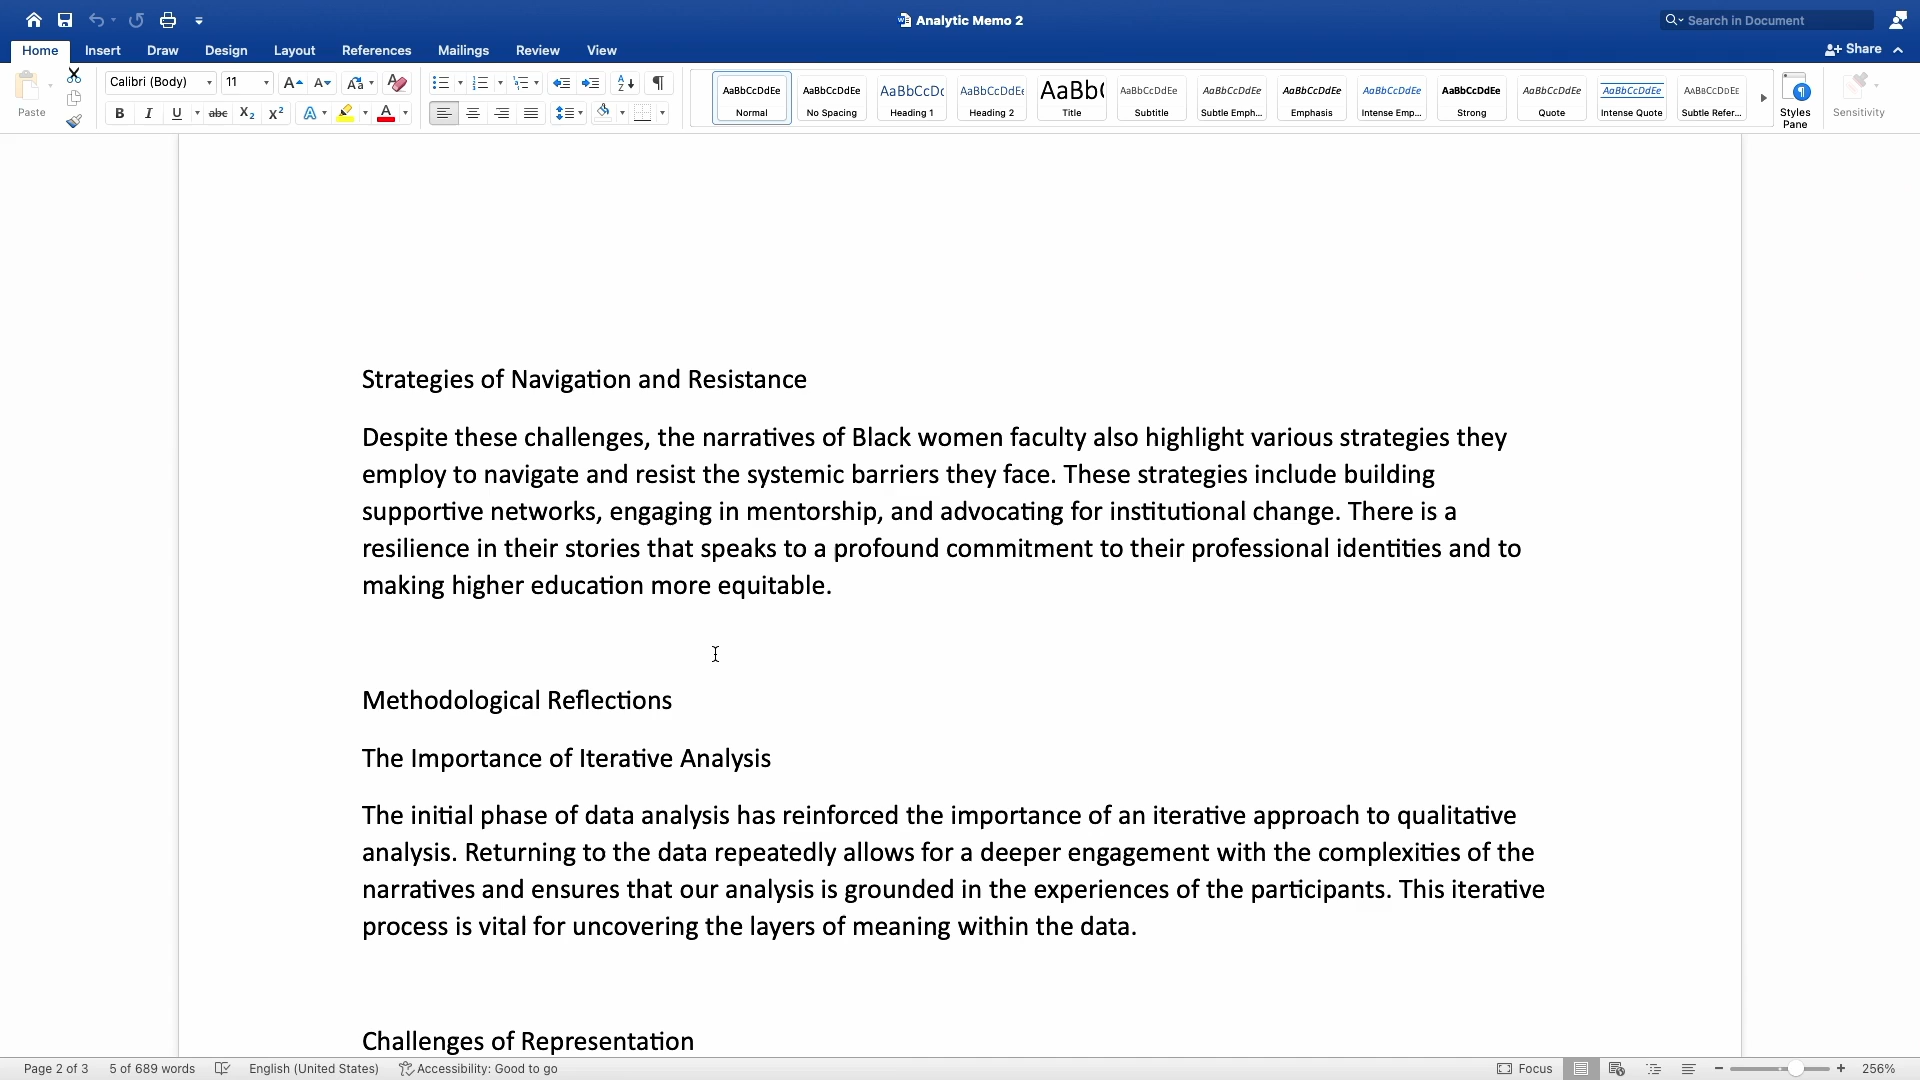 Analytic Memo 2
Search in Document
Home Insert Draw Design Layout References Mailings Review View
Share
Paste
Calibri (Body) 11
AaBbCcDdEe AaBbCcDdEe AaBbCcDc AaBbCcDdEe AaBb( AaBbCcDdEe AaBbCcDdEe AaBbCcDdEe AaBbCcDdEe AaBbCcDdEe AaBbCcDdEe AaBbCcDdEe AaBbCcDdEe
Normal No Spacing Heading 1 Heading 2 Title Subtitle Subtle Emph... Emphasis Intense Emp... Strong Quote Intense Quote Subtle Refer...
Styles Pane
Sensitivity
Strategies of Navigation and Resistance
Despite these challenges, the narratives of Black women faculty also highlight various strategies they
employ to navigate and resist the systemic barriers they face. These strategies include building
supportive networks, engaging in mentorship, and advocating for institutional change. There is a
resilience in their stories that speaks to a profound commitment to their professional identities and to
making higher education more equitable.
Methodological Reflections
The Importance of Iterative Analysis
The initial phase of data analysis has reinforced the importance of an iterative approach to qualitative
analysis. Returning to the data repeatedly allows for a deeper engagement with the complexities of the
narratives and ensures that our analysis is grounded in the experiences of the participants. This iterative
process is vital for uncovering the layers of meaning within the data.
Challenges of Representation
Page 2 of 3 5 of 689 words English (United States) Accessibility: Good to go Focus 256%